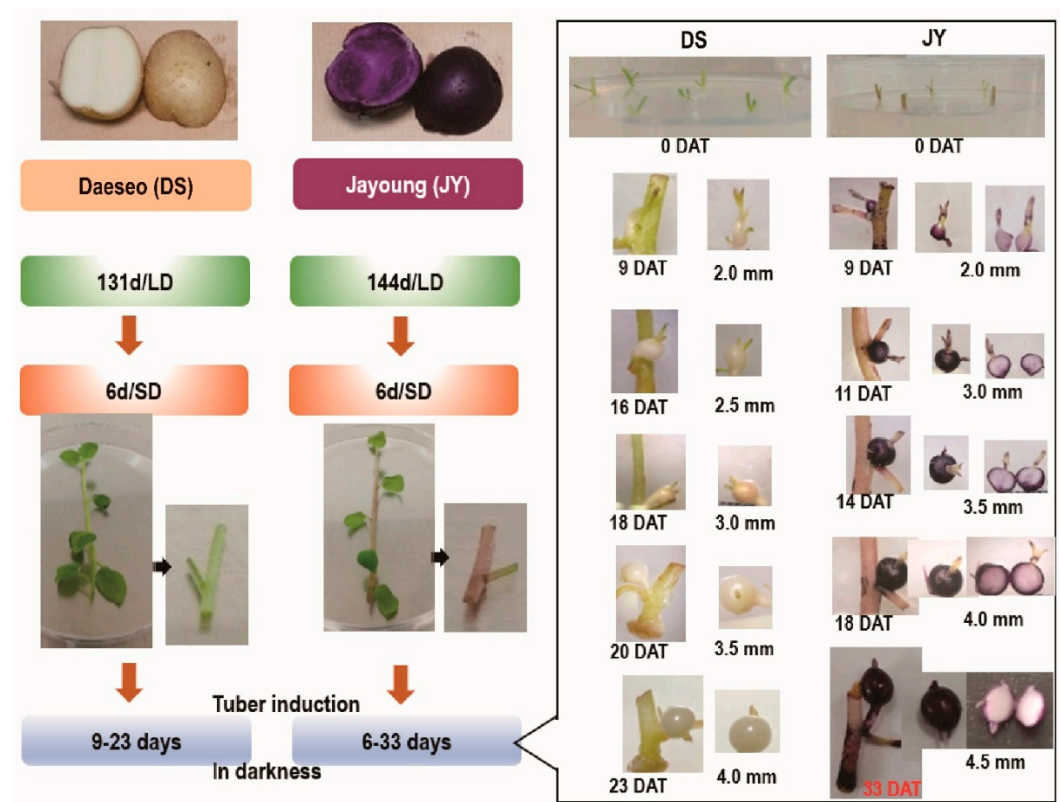 Daeseo (DS)
Jayoung (JY)
131d/LD
144d/LD
6d/SD
6d/SD
Tuber induction
9-23 days
6-33 days
In darkness
DS
JY
0 DAT
0 DAT
9 DAT
2.0 mm
9 DAT
2.0 mm
16 DAT
2.5 mm
11 DAT
3.0 mm
18 DAT
3.0 mm
14 DAT
3.5 mm
20 DAT
3.5 mm
18 DAT
4.0 mm
23 DAT
4.0 mm
33 DAT
4.5 mm